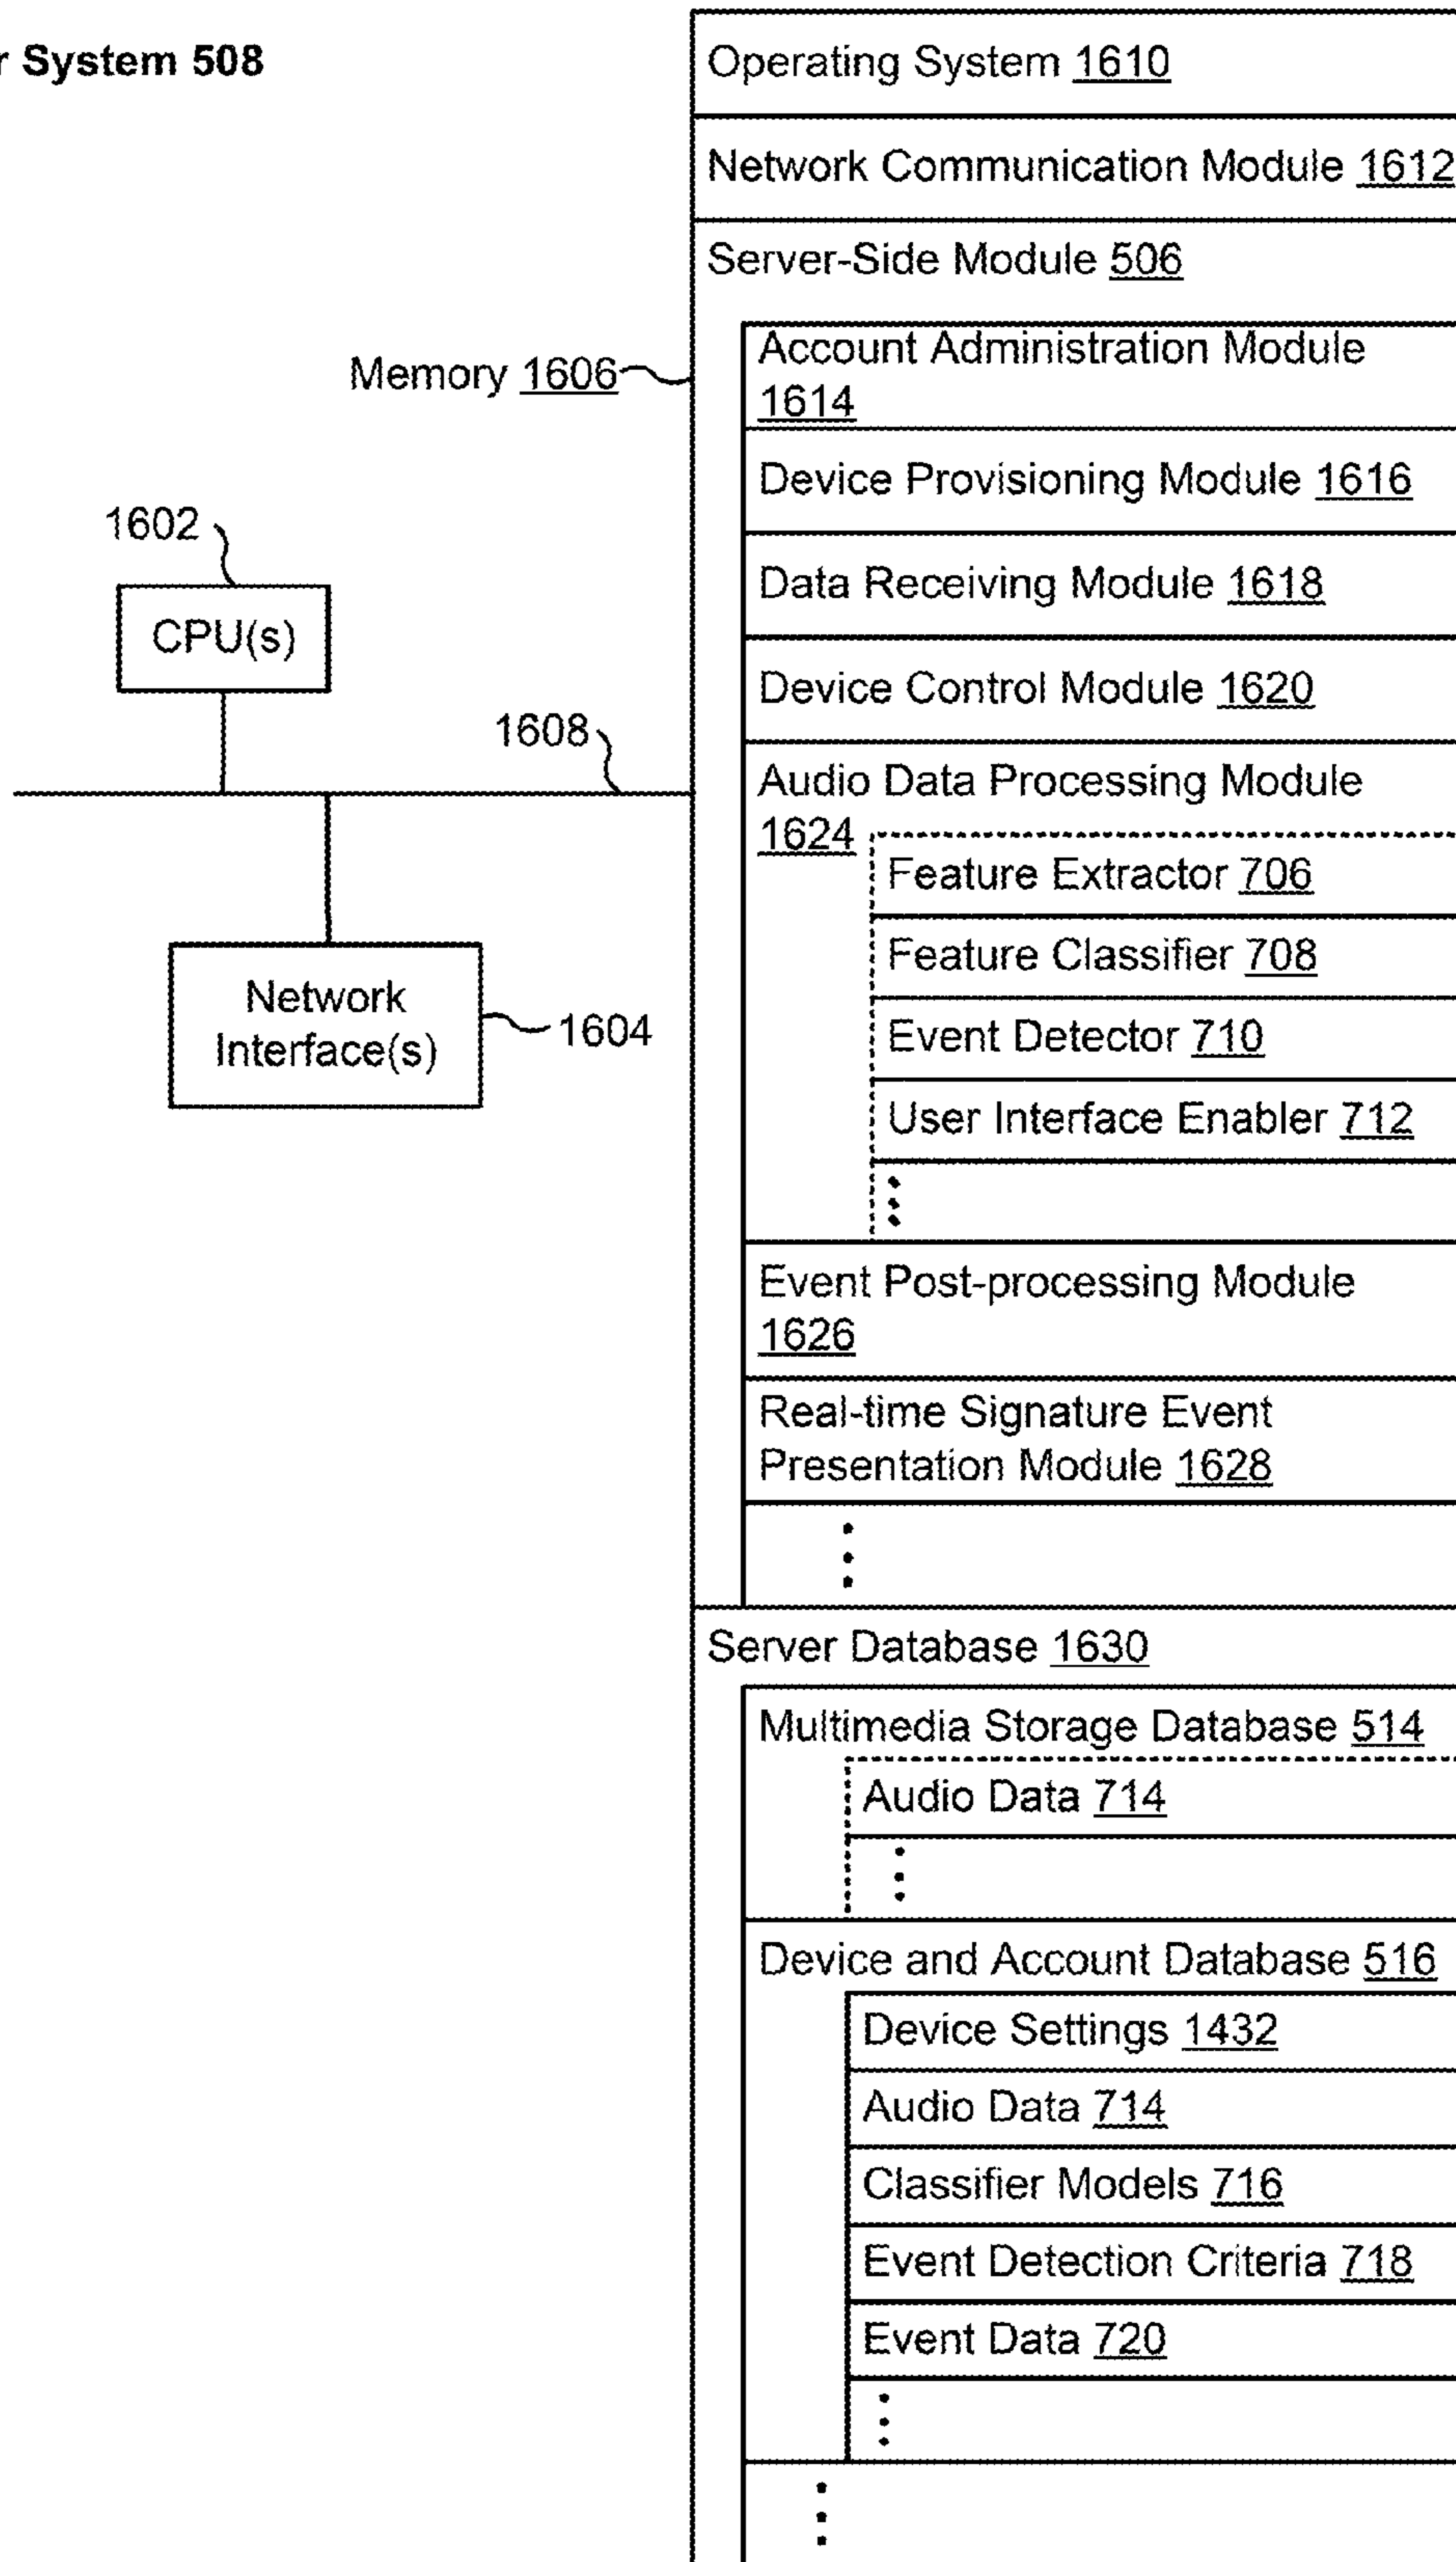 r System 508
Operating System 1610
Network Communication Module 1612
Server-Side Module 506
Memory 1606
Account Administration Module
1614
Device Provisioning Module 1616
1602
CPU(s)
Data Receiving Module 1618
Device Control Module 1620
1608
Audio Data Processing Module
1624
Feature Extractor 706
Feature Classifier 708
Network
Interface(s)
1604
Event Detector 710
User Interface Enabler 712
Event Post-processing Module
1626
Real-time Signature Event
Presentation Module 1628
Server Database 1630
Multimedia Storage Database 514
Audio Data 714
Device and Account Database 516
Device Settings 1432
Audio Data 714
Classifier Models 716
Event Detection Criteria 718
Event Data 720